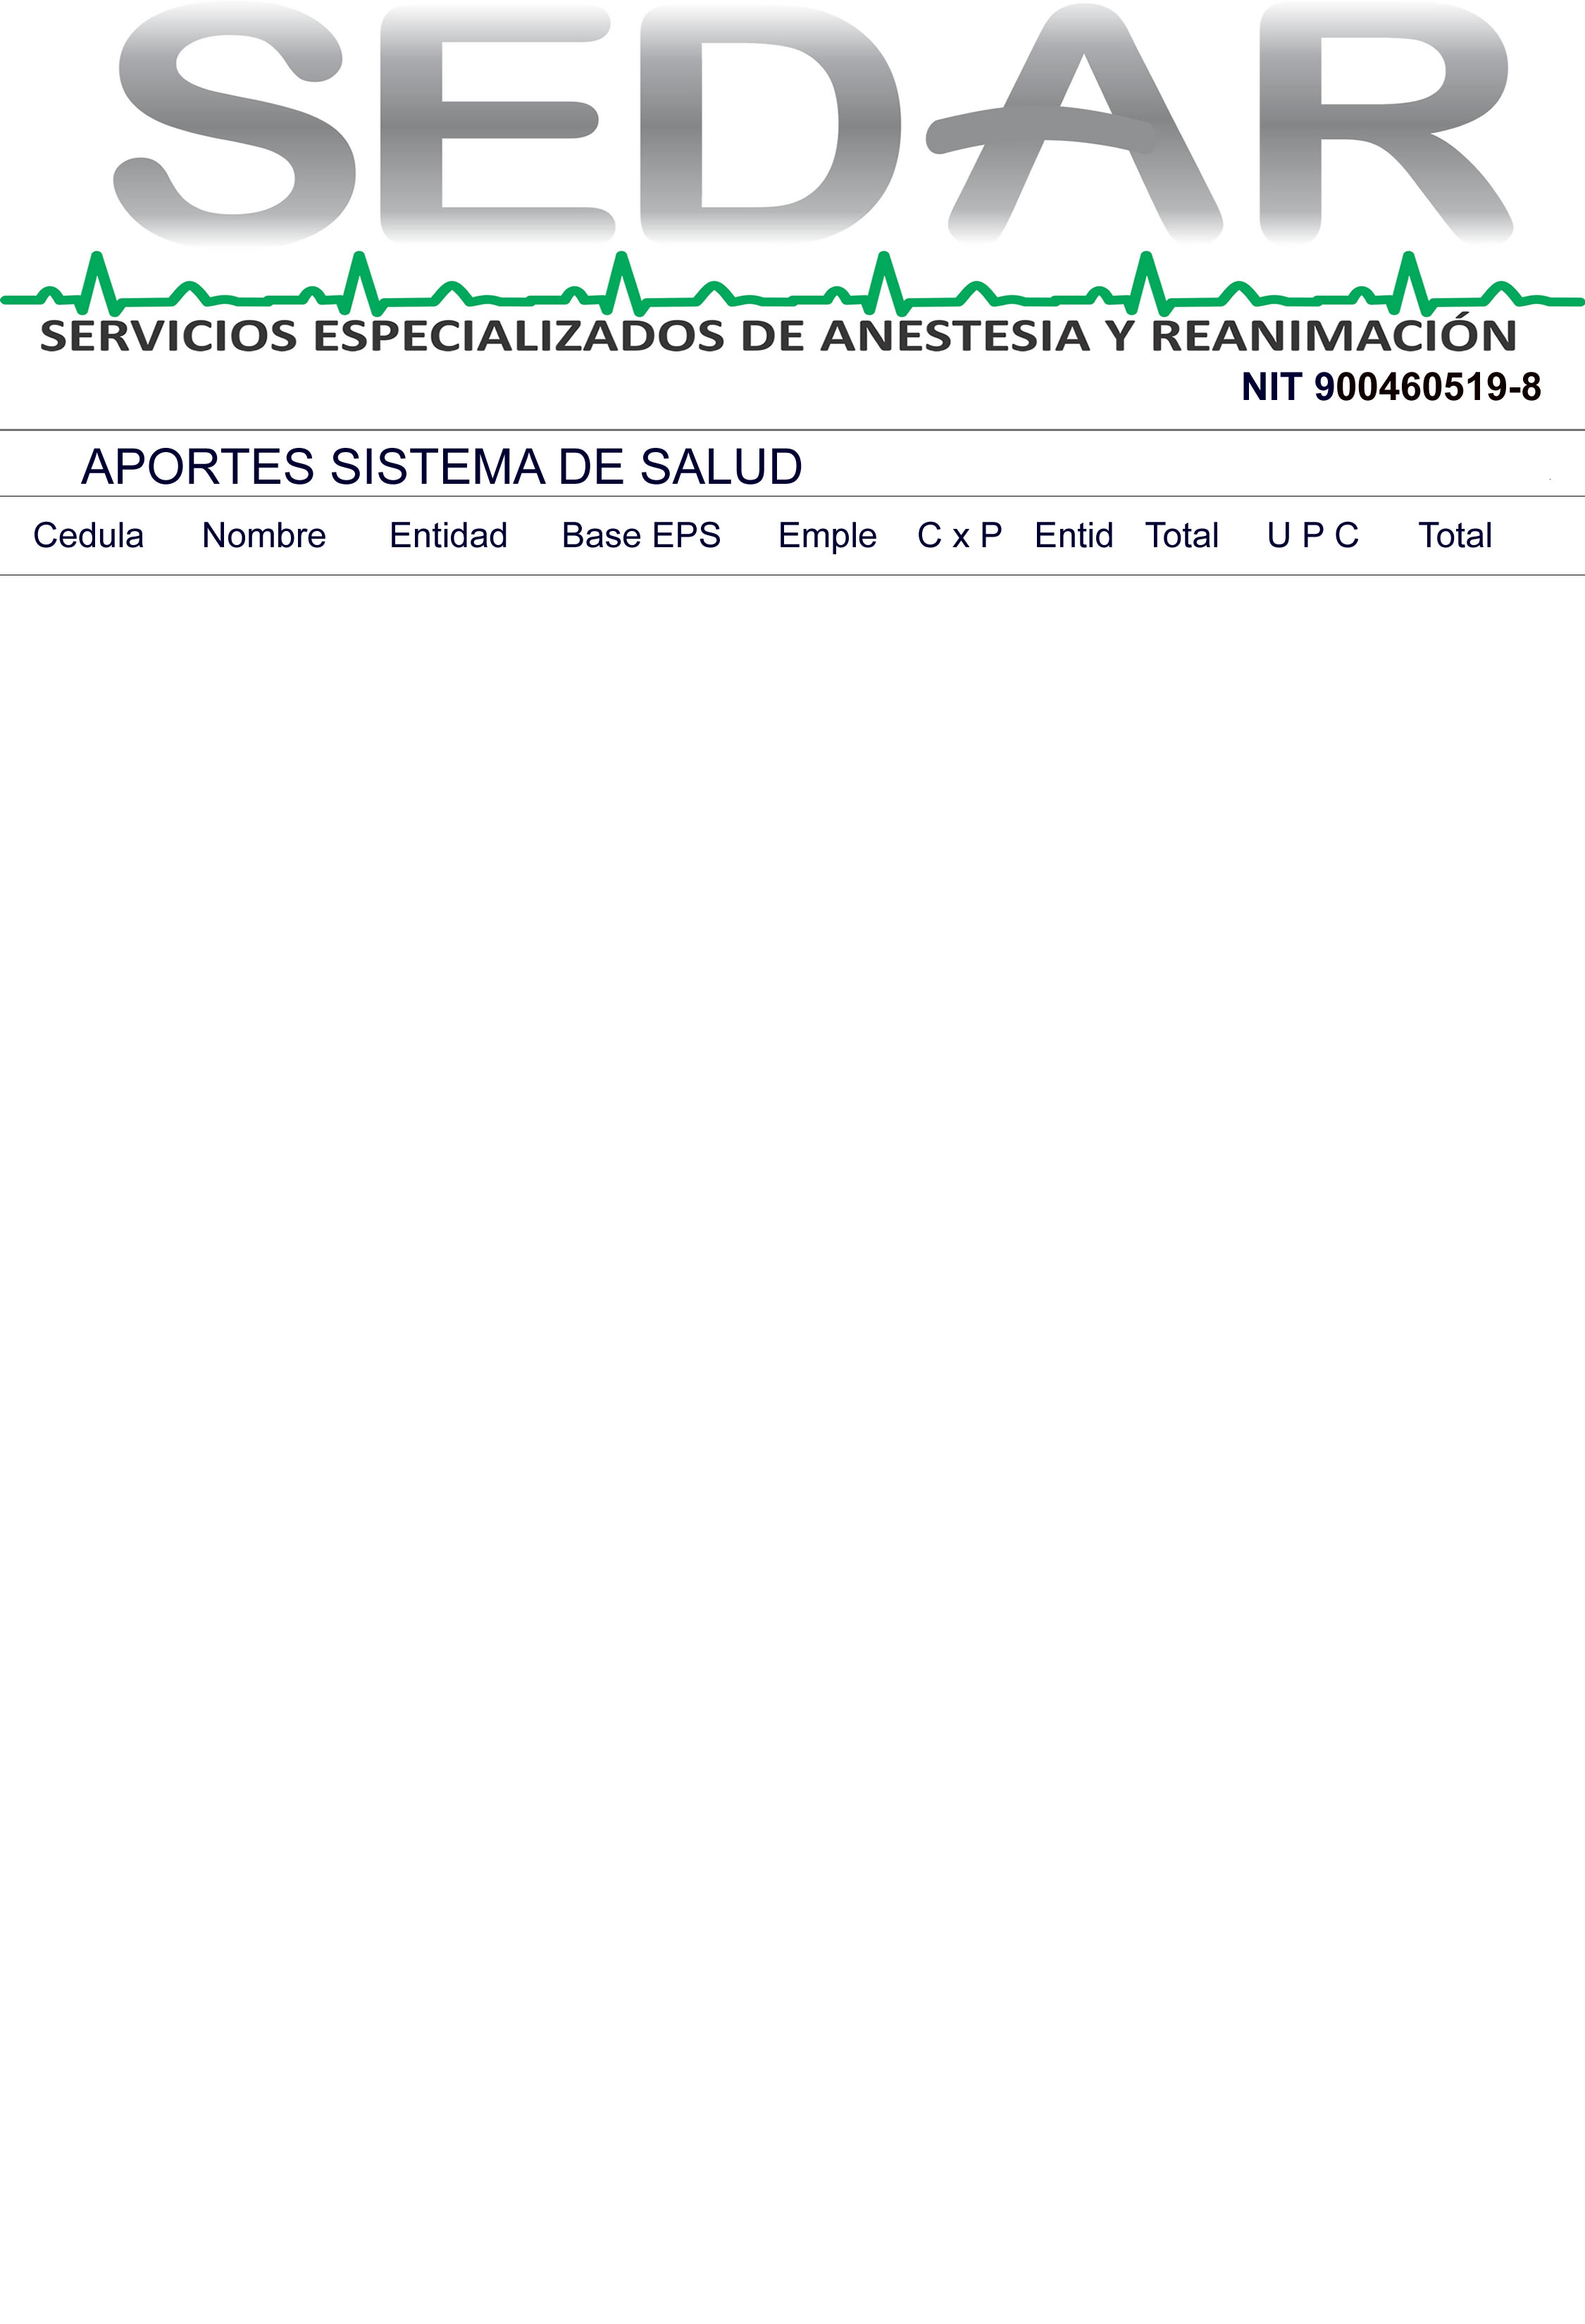 SEDAR
SERVICIOS ESPECIALIZADOS DE ANESTESIA Y REANIMACIÓN
NIT 900460519-8
APORTES SISTEMA DE SALUD
Cedula Nombre Entidad Base EPS Emple C x P Entid Total U P C Total